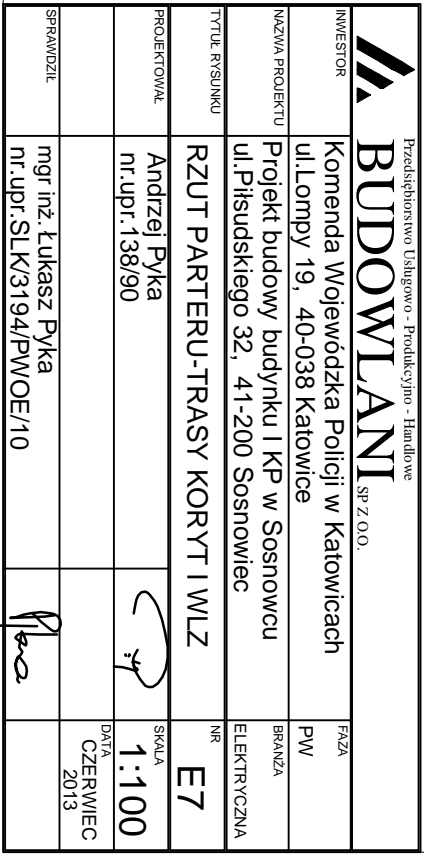 Przedsiębiorstwo Usługowo - Produkcyjno - Handlowe
BUDOWLANI SP Z O.O.
INWESTOR
Komenda Wojewódzka Policji w Katowicach
ul.Lompy 19, 40-038 Katowice
FAZA
PW
NAZWA PROJEKTU
Projekt budowy budynku I KP w Sosnowcu
ul.Piłsudskiego 32, 41-200 Sosnowiec
BRANŻA
ELEKTRYCZNA
TYTUŁ RYSUNKU
RZUT PARTERU-TRASY KORYT I WLZ
NR
E7
PROJEKTOWAŁ
Andrzej Pyka
nr.upr.138/90
SKALA
1:100
DATA
CZERWIEC
2013
SPRAWDZIŁ
mgr inż. Łukasz Pyka
nr.upr.SLK/3194/PWOE/10